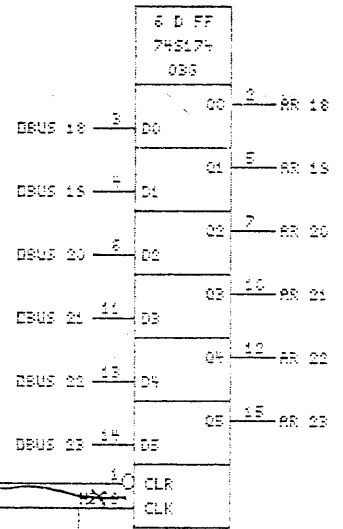 6 D FF
74S174
03G
Q0 2 AR 18
DBUS 18 3 D0
Q1 5 AR 19
DBUS 19 4 D1
Q2 7 AR 20
DBUS 20 6 D2
Q3 10 AR 21
DBUS 21 11 D3
Q4 12 AR 22
DBUS 22 13 D4
Q5 15 AR 23
DBUS 23 14 D5
1 CLR
CLK